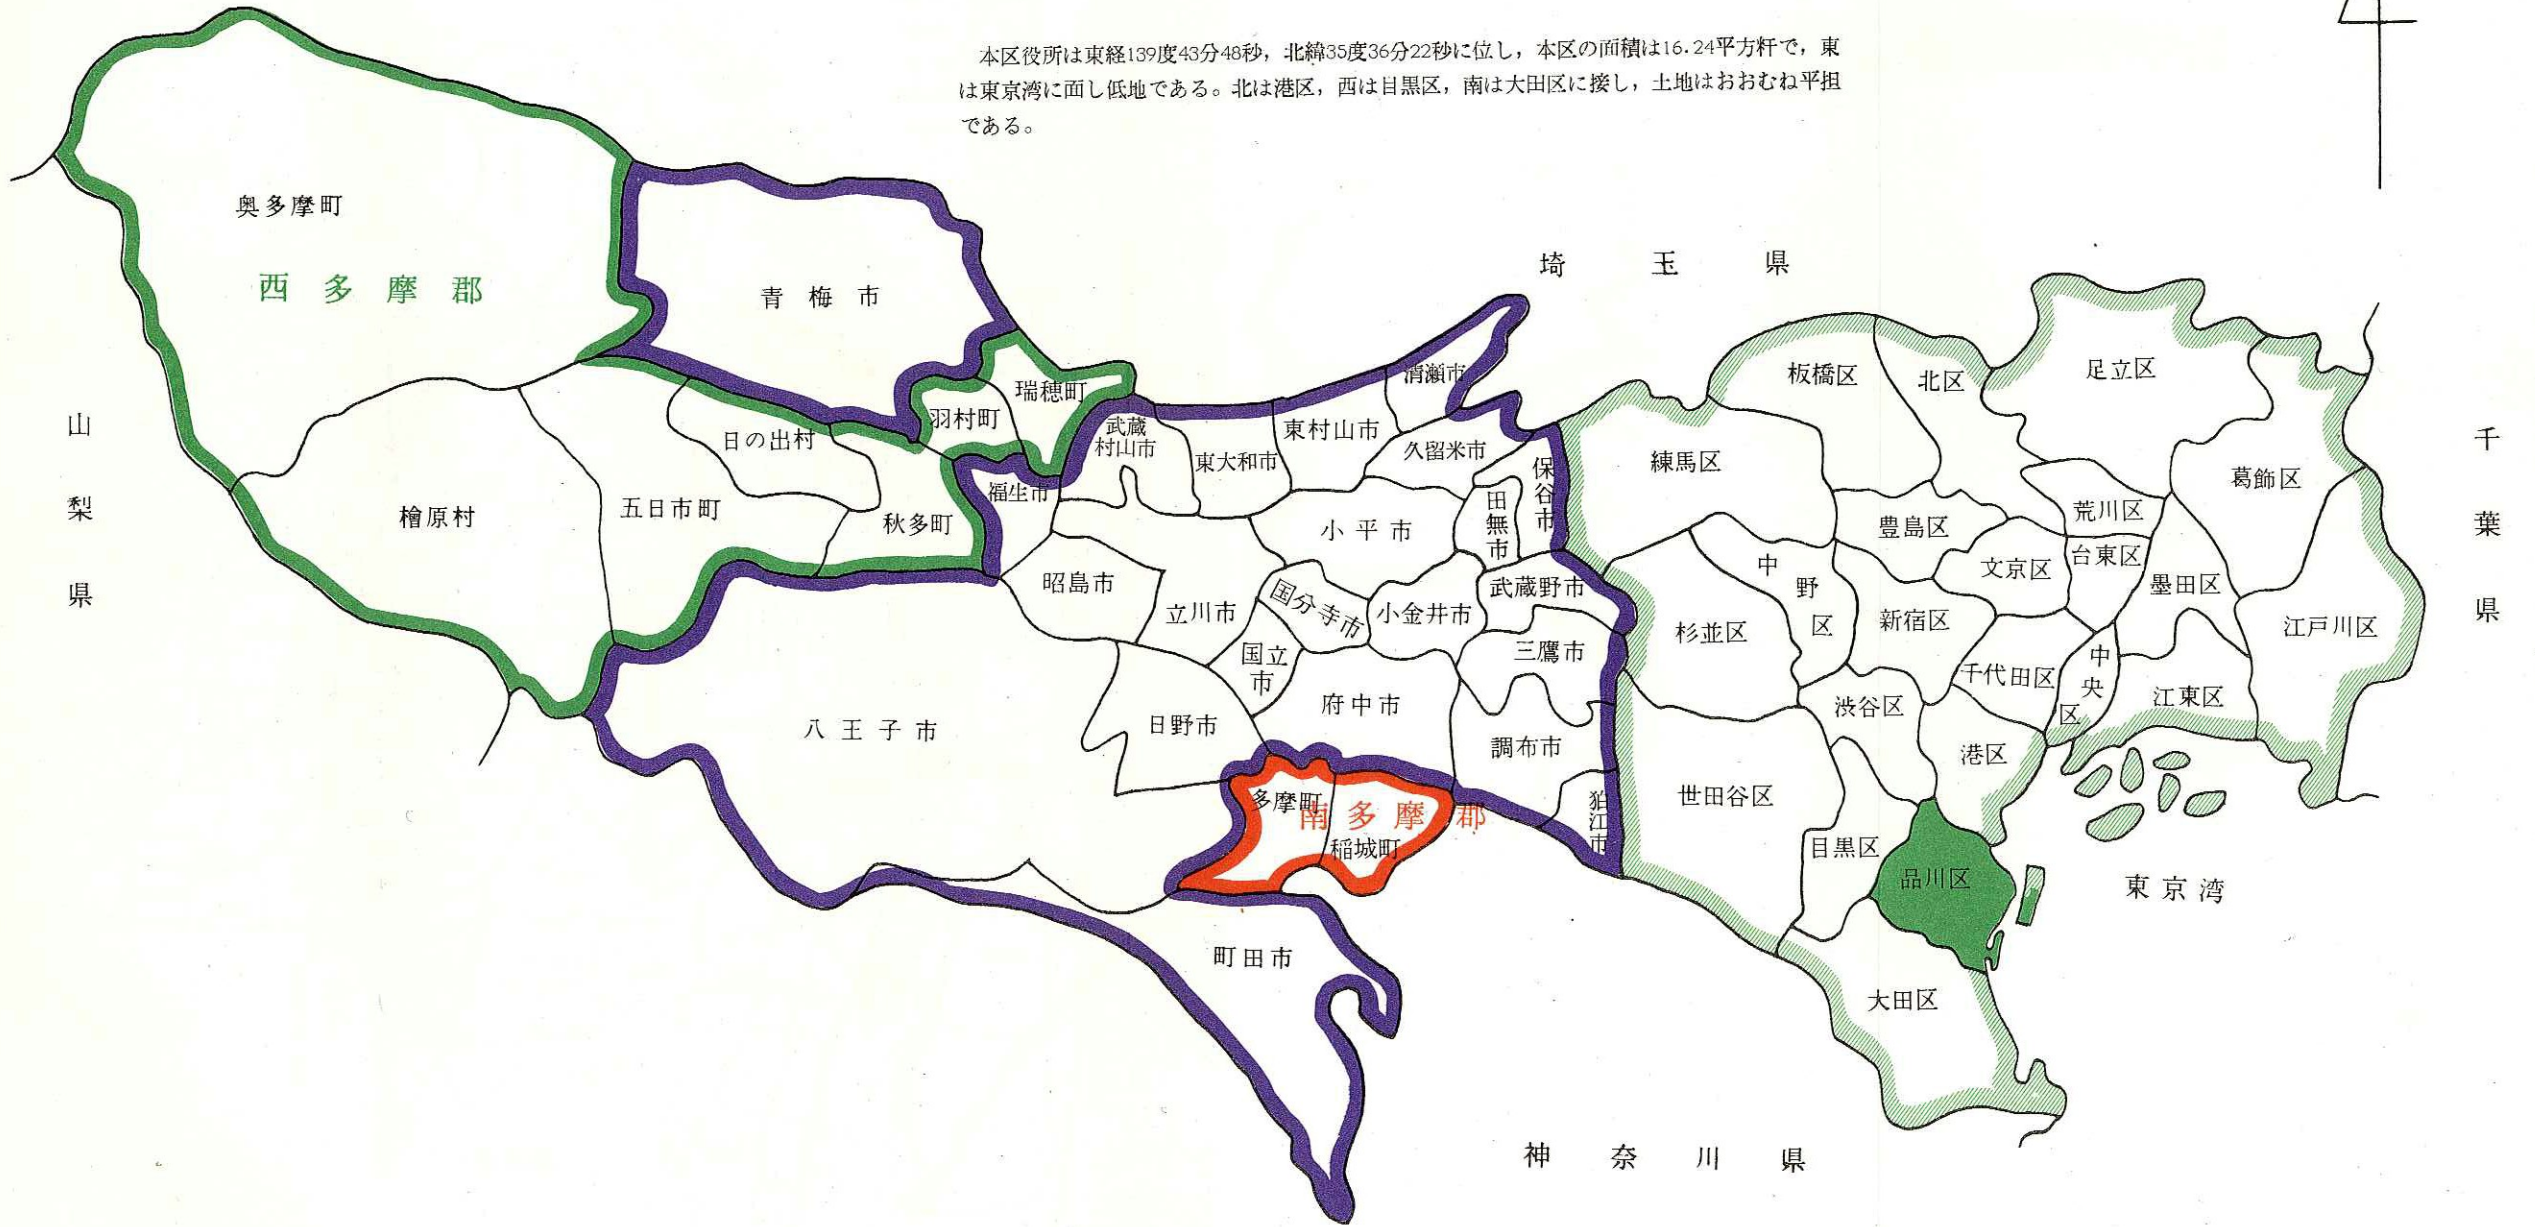 本区役所は東経139度43分48秒，北緯35度36分22秒に位し，本区の面積は16.24平方粁で，東
は東京湾に面し低地である。北は港区，西は目黒区，南は大田区に接し，土地はおおむね平担
である。
奥多摩町
西多摩郡
青梅市
埼玉県
山梨県
千葉県
檜原村
五日市町
日の出村
秋多町
羽村町
瑞穂町
福生市
武蔵
村山市
東大和市
東村山市
清瀬市
久留米市
保谷市
田無市
小平市
昭島市
立川市
国分寺市
小金井市
武蔵野市
三鷹市
国立
市
府中市
調布市
狛江市
八王子市
日野市
多摩町
南多摩郡
稲城町
町田市
板橋区
北区
足立区
練馬区
豊島区
荒川区
葛飾区
中野区
文京区
台東区
墨田区
杉並区
新宿区
千代田区
中央区
江東区
江戸川区
渋谷区
港区
世田谷区
目黒区
品川区
大田区
東京湾
神奈川県